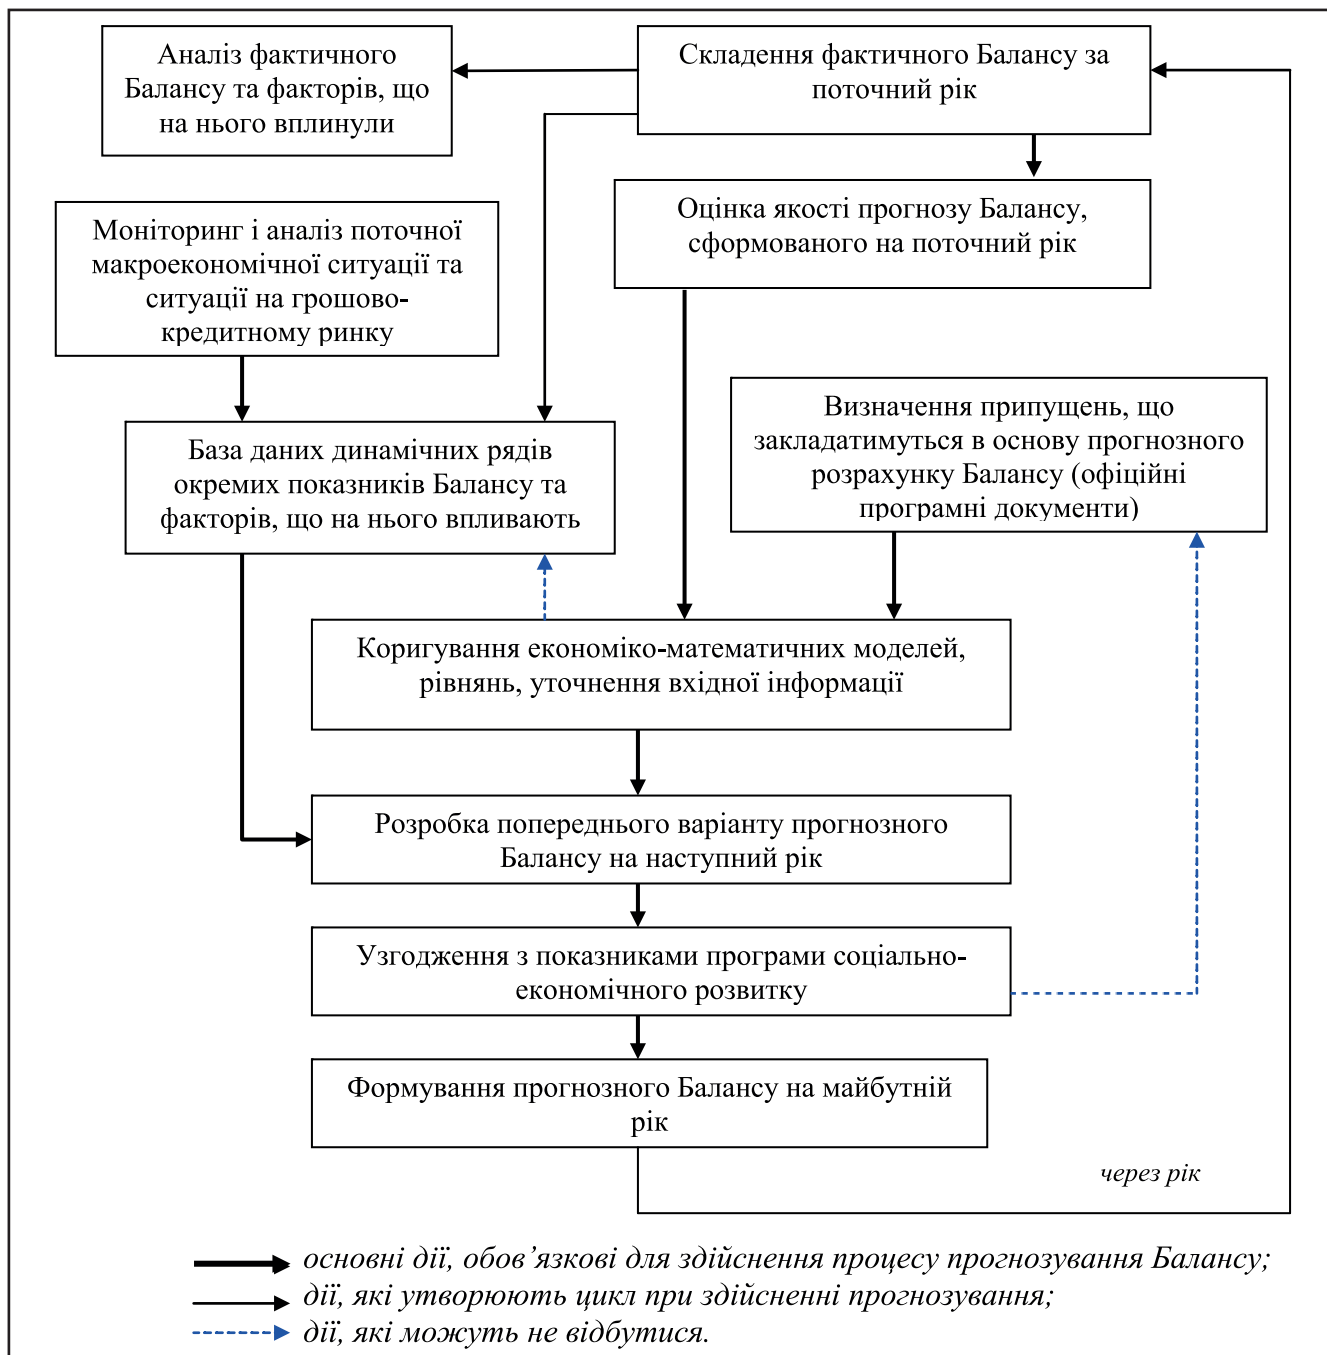 Аналіз фактичного
Балансу та факторів, що
на нього вплинули
Складення фактичного Балансу за
поточний рік
Оцінка якості прогнозу Балансу,
сформованого на поточний рік
Моніторинг і аналіз поточної
макроекономічної ситуації та
ситуації на грошово-
кредитному ринку
Визначення припущень, що
закладатимуться в основу прогнозного
розрахунку Балансу (офіційні
програмні документи)
База даних динамічних рядів
окремих показників Балансу та
факторів, що на нього впливають
Коригування економіко-математичних моделей,
рівнянь, уточнення вхідної інформації
Розробка попереднього варіанту прогнозного
Балансу на наступний рік
Узгодження з показниками програми соціально-
економічного розвитку
Формування прогнозного Балансу на майбутній
рік
через рік
основні дії, обов’язкові для здійснення процесу прогнозування Балансу;
дії, які утворюють цикл при здійсненні прогнозування;
дії, які можуть не відбутися.